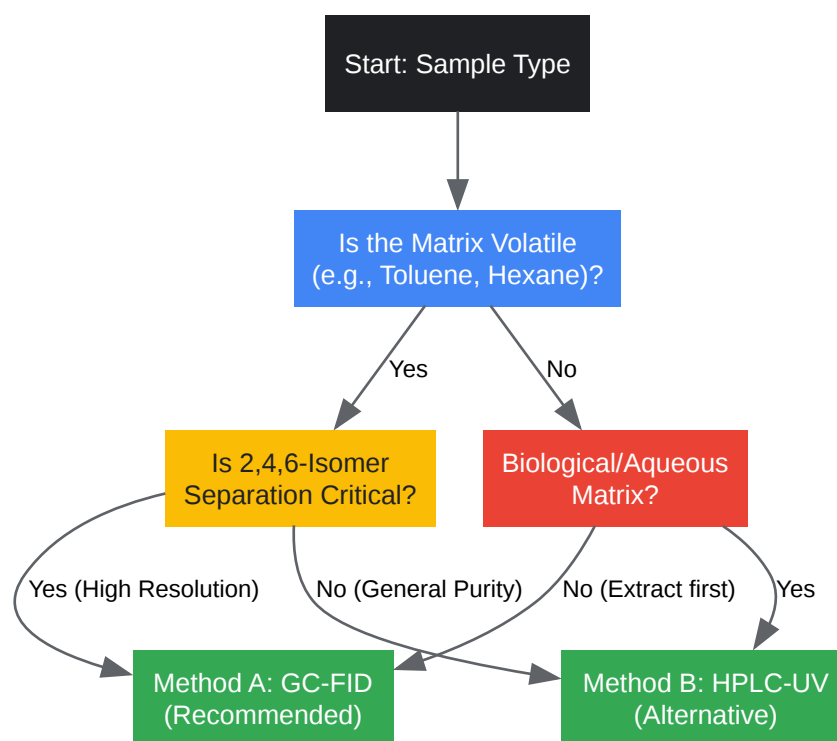 Start: Sample Type
Is the Matrix Volatile
(e.g., Toluene, Hexane)?
Yes
No
Is 2,4,6-Isomer
Separation Critical?
Biological/Aqueous
Matrix?
Yes (High Resolution)
No (General Purity)
No (Extract first)
Yes
Method A: GC-FID
(Recommended)
Method B: HPLC-UV
(Alternative)